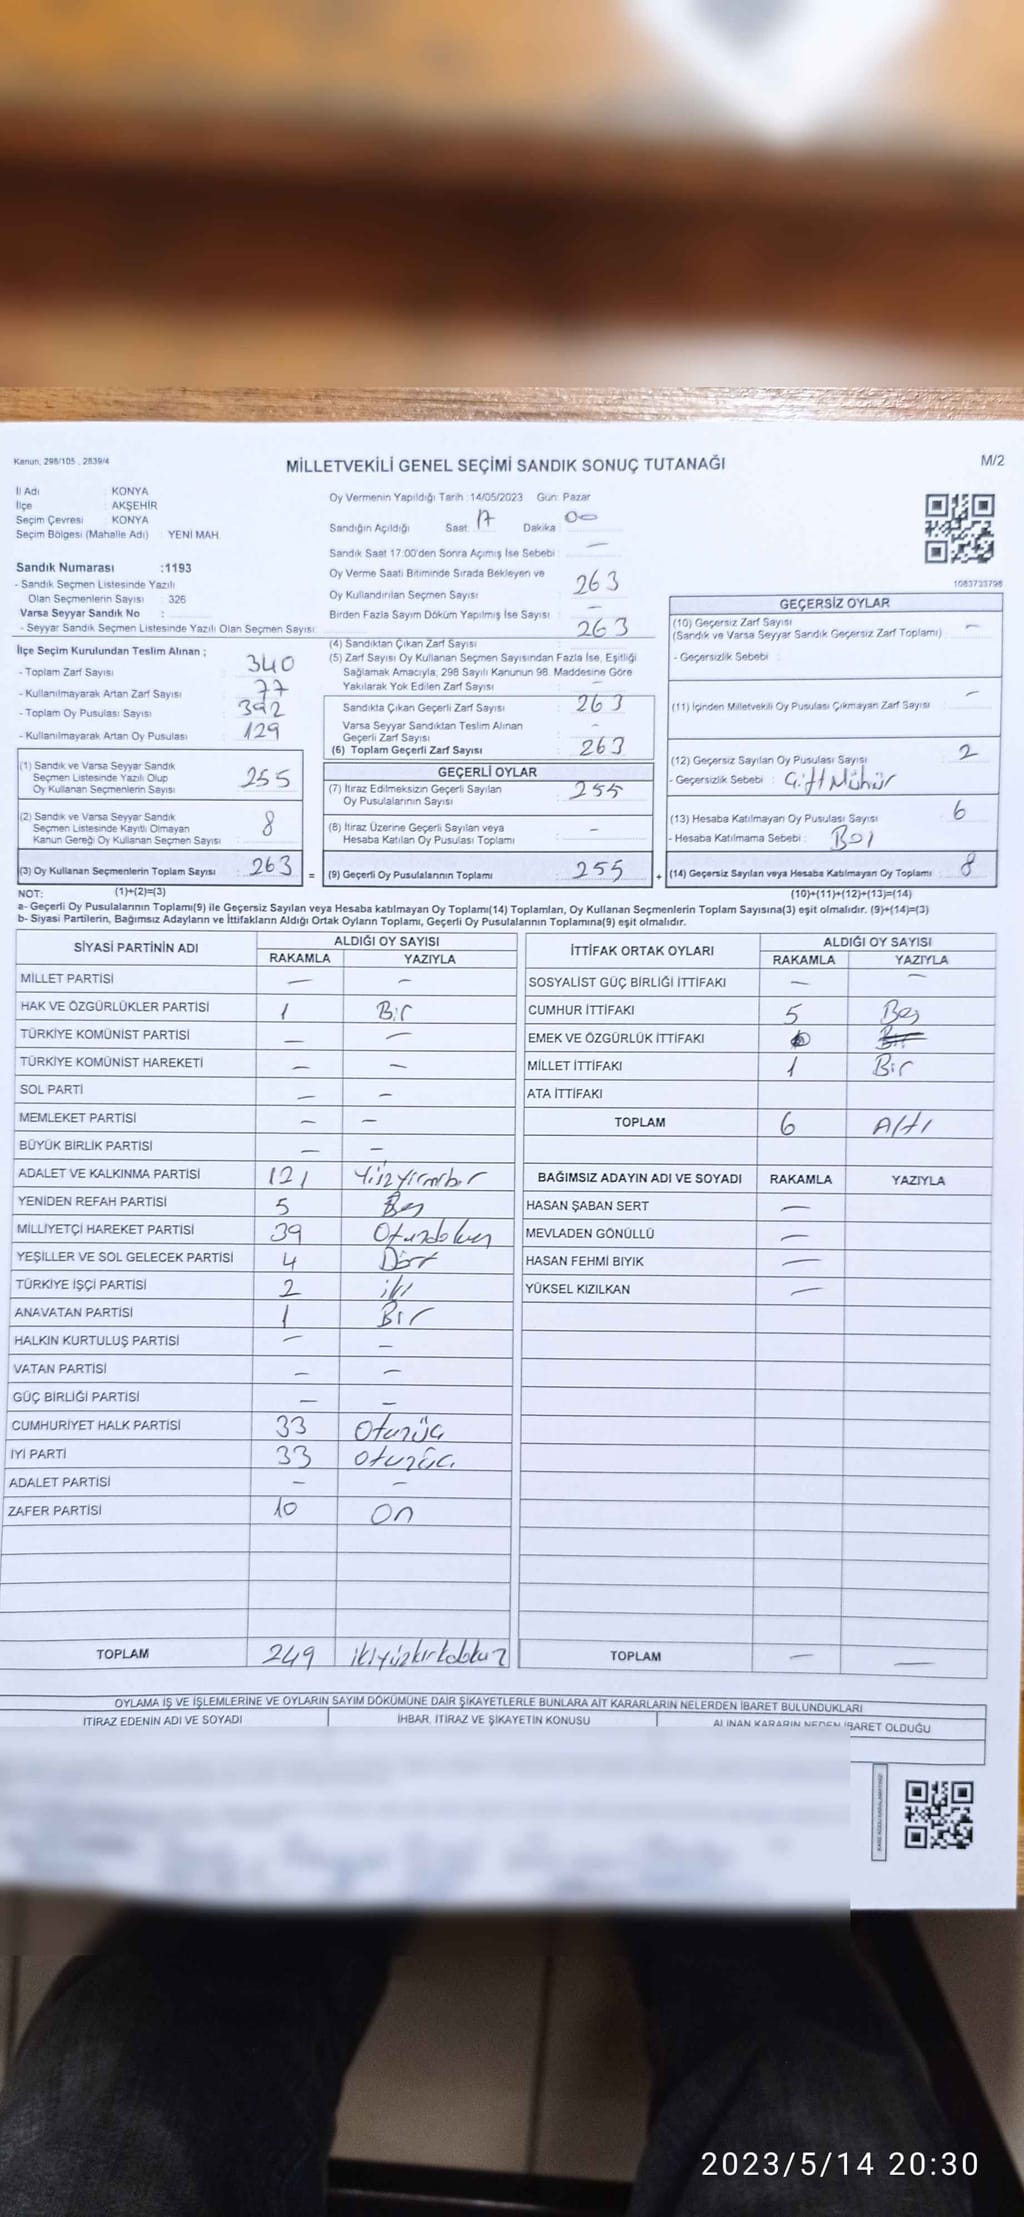 Kanun, 298/105 , 2839/4
MİLLETVEKİLİ GENEL SEÇİMİ SANDIK SONUÇ TUTANAĞI
M/2
İl Adı : KONYA
İlçe : AKŞEHİR
Seçim Çevresi : KONYA
Seçim Bölgesi (Mahalle Adı) : YENİ MAH.
Sandık Numarası :1193
- Sandık Seçmen Listesinde Yazılı
Olan Seçmenlerin Sayısı : 326
Varsa Seyyar Sandık No :
- Seyyar Sandık Seçmen Listesinde Yazılı Olan Seçmen Sayısı:
İlçe Seçim Kurulundan Teslim Alınan ;
- Toplam Zarf Sayısı : 340
- Kullanılmayarak Artan Zarf Sayısı : 77
- Toplam Oy Pusulası Sayısı : 392
- Kullanılmayarak Artan Oy Pusulası : 129
(1) Sandık ve Varsa Seyyar Sandık
Seçmen Listesinde Yazılı Olup
Oy Kullanan Seçmenlerin Sayısı : 255
(2) Sandık ve Varsa Seyyar Sandık
Seçmen Listesinde Kayıtlı Olmayan
Kanun Gereği Oy Kullanan Seçmen Sayısı : 8
(3) Oy Kullanan Seçmenlerin Toplam Sayısı : 263 =
Oy Vermenin Yapıldığı Tarih :14/05/2023 Gün: Pazar
Sandığın Açıldığı Saat: 17 Dakika : 00
Sandık Saat 17:00'den Sonra Açımış İse Sebebi : —
Oy Verme Saati Bitiminde Sırada Bekleyen ve
Oy Kullandırılan Seçmen Sayısı : 263
Birden Fazla Sayım Döküm Yapılmış İse Sayısı : —
(4) Sandıktan Çıkan Zarf Sayısı : 263
(5) Zarf Sayısı Oy Kullanan Seçmen Sayısından Fazla İse, Eşitliği
Sağlamak Amacıyla, 298 Sayılı Kanunun 98. Maddesine Göre
Yakılarak Yok Edilen Zarf Sayısı : —
Sandıkta Çıkan Geçerli Zarf Sayısı : 263
Varsa Seyyar Sandıktan Teslim Alınan
Geçerli Zarf Sayısı : -
(6) Toplam Geçerli Zarf Sayısı : 263
GEÇERLİ OYLAR
(7) İtiraz Edilmeksizin Geçerli Sayılan
Oy Pusulalarının Sayısı : 255
(8) İtiraz Üzerine Geçerli Sayılan veya
Hesaba Katılan Oy Pusulası Toplamı : -
(9) Geçerli Oy Pusulalarının Toplamı : 255 +
1083733798
GEÇERSİZ OYLAR
(10) Geçersiz Zarf Sayısı
(Sandık ve Varsa Seyyar Sandık Geçersiz Zarf Toplamı) : —
- Geçersizlik Sebebi :
(11) İçinden Milletvekili Oy Pusulası Çıkmayan Zarf Sayısı : —
(12) Geçersiz Sayılan Oy Pusulası Sayısı : 2
- Geçersizlik Sebebi : Çift Mühür
(13) Hesaba Katılmayan Oy Pusulası Sayısı : 6
- Hesaba Katılmama Sebebi : Boş
(14) Geçersiz Sayılan veya Hesaba Katılmayan Oy Toplamı : 8
NOT: (1)+(2)=(3) (10)+(11)+(12)+(13)=(14)
a- Geçerli Oy Pusulalarının Toplamı(9) ile Geçersiz Sayılan veya Hesaba katılmayan Oy Toplamı(14) Toplamları, Oy Kullanan Seçmenlerin Toplam Sayısına(3) eşit olmalıdır. (9)+(14)=(3)
b- Siyasi Partilerin, Bağımsız Adayların ve İttifakların Aldığı Ortak Oyların Toplamı, Geçerli Oy Pusulalarının Toplamına(9) eşit olmalıdır.
SİYASİ PARTİNİN ADI
ALDIĞI OY SAYISI
RAKAMLA YAZIYLA
MİLLET PARTİSİ — —
HAK VE ÖZGÜRLÜKLER PARTİSİ 1 Bir
TÜRKİYE KOMÜNİST PARTİSİ — —
TÜRKİYE KOMÜNİST HAREKETİ — —
SOL PARTİ — —
MEMLEKET PARTİSİ — —
BÜYÜK BİRLİK PARTİSİ — —
ADALET VE KALKINMA PARTİSİ 121 Yüzyirmibir
YENİDEN REFAH PARTİSİ 5 Beş
MİLLİYETÇİ HAREKET PARTİSİ 39 Otuzdokuz
YEŞİLLER VE SOL GELECEK PARTİSİ 4 Dört
TÜRKİYE İŞÇİ PARTİSİ 2 iki
ANAVATAN PARTİSİ 1 Bir
HALKIN KURTULUŞ PARTİSİ — —
VATAN PARTİSİ — —
GÜÇ BİRLİĞİ PARTİSİ — —
CUMHURİYET HALK PARTİSİ 33 Otuzüç
İYİ PARTİ 33 otuzüç
ADALET PARTİSİ — —
ZAFER PARTİSİ 10 On
TOPLAM 249 ikiyüzkırkdokuz
İTTİFAK ORTAK OYLARI
ALDIĞI OY SAYISI
RAKAMLA YAZIYLA
SOSYALİST GÜÇ BİRLİĞİ İTTİFAKI — —
CUMHUR İTTİFAKI 5 Beş
EMEK VE ÖZGÜRLÜK İTTİFAKI
MİLLET İTTİFAKI 1 Bir
ATA İTTİFAKI
TOPLAM 6 Altı
BAĞIMSIZ ADAYIN ADI VE SOYADI RAKAMLA YAZIYLA
HASAN ŞABAN SERT —
MEVLADEN GÖNÜLLÜ —
HASAN FEHMİ BIYIK —
YÜKSEL KIZILKAN —
TOPLAM — —
OYLAMA İŞ VE İŞLEMLERİNE VE OYLARIN SAYIM DÖKÜMÜNE DAİR ŞİKAYETLERLE BUNLARA AİT KARARLARIN NELERDEN İBARET BULUNDUKLARI
İTİRAZ EDENİN ADI VE SOYADI
İHBAR, İTİRAZ VE ŞİKAYETİN KONUSU
ALINAN KARARIN NEDEN İBARET OLDUĞU
2023/5/14 20:30